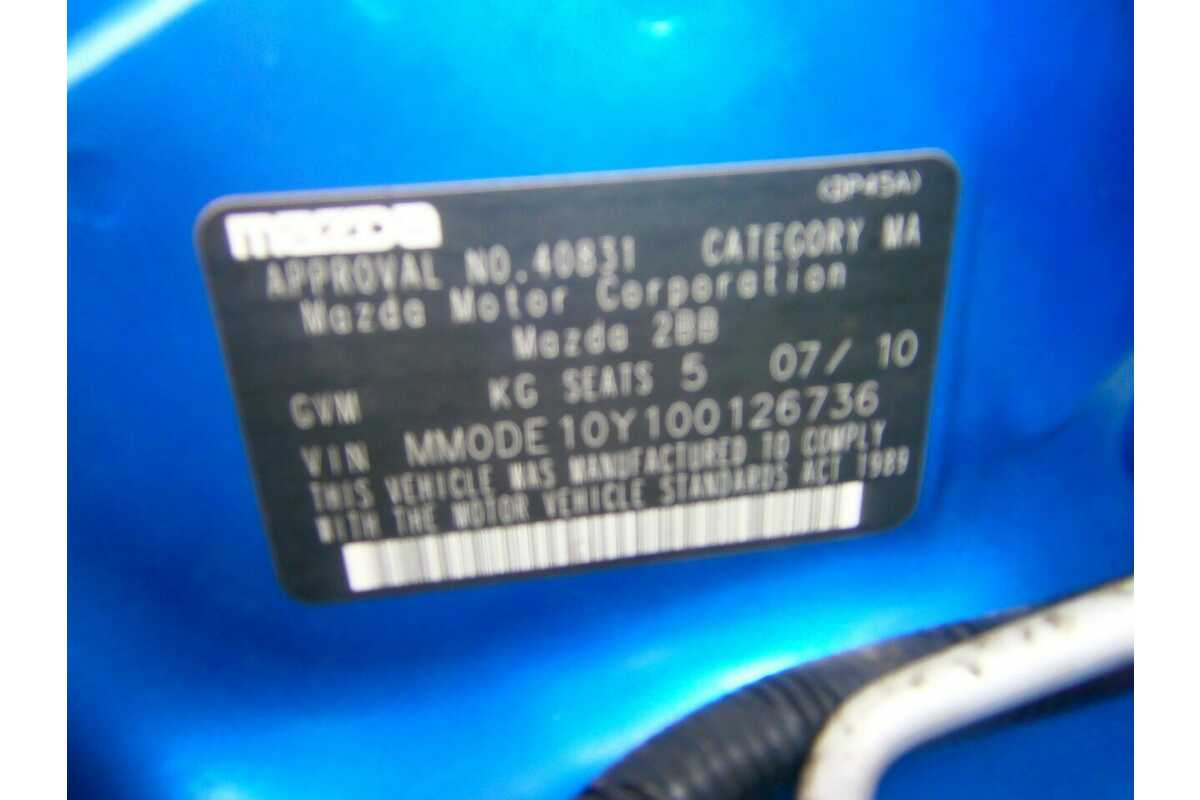 mazda
(DP45A)
APPROVAL NO.40831 CATEGORY MA
Mazda Motor Corporation
Mazda 2BB
GVM KG SEATS 5 07/ 10
VIN MM0DE10Y100126736
THIS VEHICLE WAS MANUFACTURED TO COMPLY
WITH THE MOTOR VEHICLE STANDARDS ACT 1989